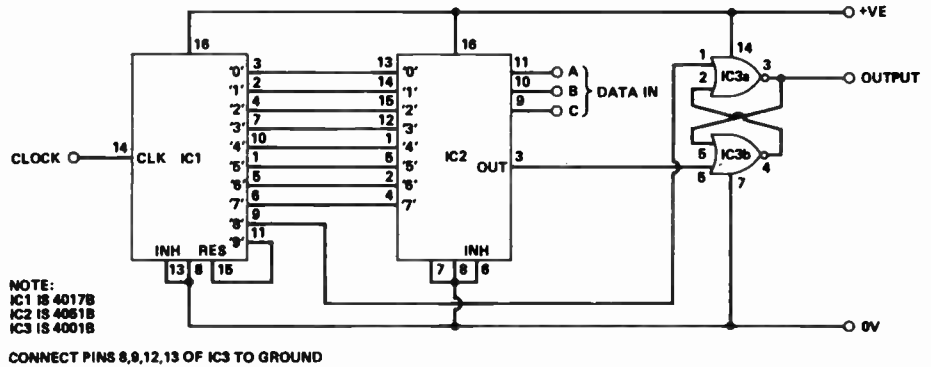 +VE
16
16
14
'0' 3
'1' 2
'2' 4
'3' 7
'4' 10
'5' 1
'6' 5
'7' 6
'8' 9
'9' 11
13 '0'
14 '1'
15 '2'
12 '3'
1 '4'
5 '5'
2 '6'
4 '7'
11 A
10 B
9 C
DATA IN
1
2
IC3a
3
OUTPUT
CLOCK
14 CLK IC1
IC2
OUT 3
5
5
IC3b
4
7
INH RES
13 8 15
INH
7 8 6
0V
NOTE:
IC1 IS 4017B
IC2 IS 4051B
IC3 IS 4001B
CONNECT PINS 8,9,12,13 OF IC3 TO GROUND